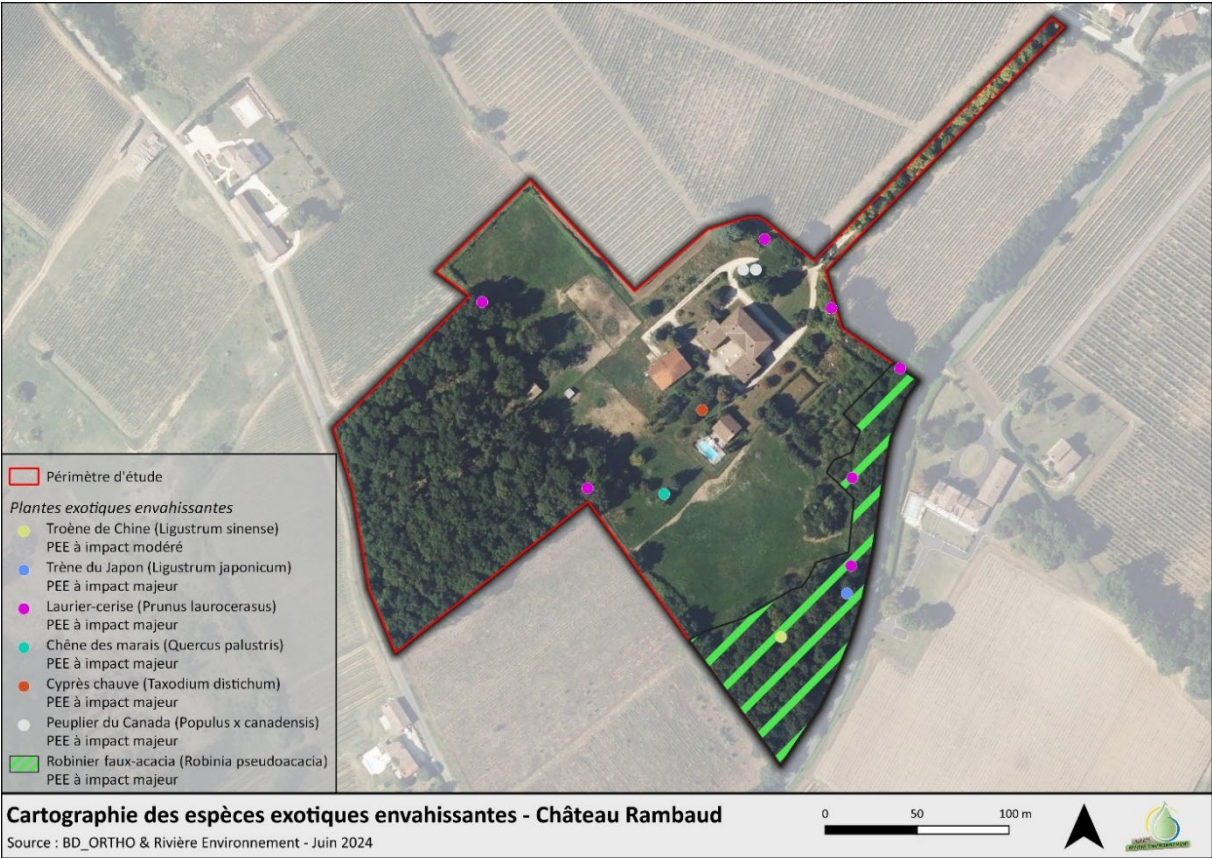 Périmètre d'étude
Plantes exotiques envahissantes
Troène de Chine (Ligustrum sinense)
PEE à impact modéré
Trène du Japon (Ligustrum japonicum)
PEE à impact majeur
Laurier-cerise (Prunus laurocerasus)
PEE à impact majeur
Chêne des marais (Quercus palustris)
PEE à impact majeur
Cyprès chauve (Taxodium distichum)
PEE à impact majeur
Peuplier du Canada (Populus x canadensis)
PEE à impact majeur
Robinier faux-acacia (Robinia pseudoacacia)
PEE à impact majeur
Cartographie des espèces exotiques envahissantes - Château Rambaud
Source : BD_ORTHO & Rivière Environnement - Juin 2024
0 50 100 m